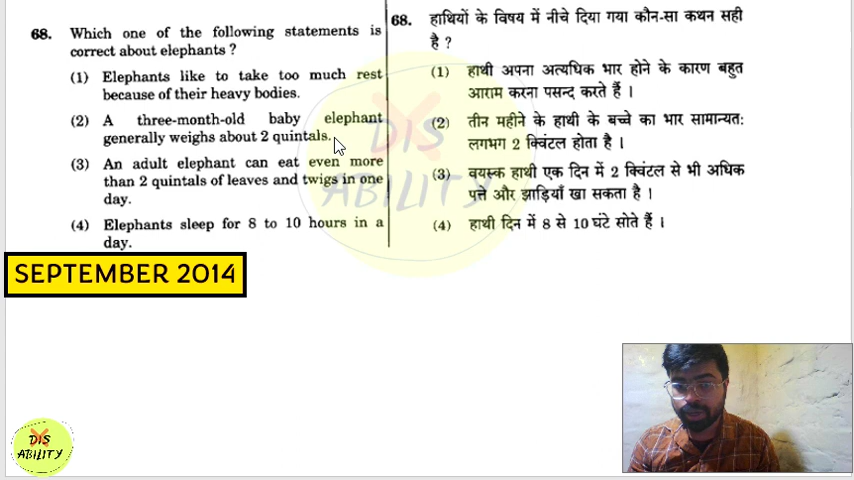 68. Which one of the following statements is
correct about elephants ?
(1) Elephants like to take too much rest
because of their heavy bodies.
(2) A three-month-old baby elephant
generally weighs about 2 quintals.
(3) An adult elephant can eat even more
than 2 quintals of leaves and twigs in one
day.
(4) Elephants sleep for 8 to 10 hours in a
day.
68. हाथियों के विषय में नीचे दिया गया कौन-सा कथन सही
है ?
(1) हाथी अपना अत्यधिक भार होने के कारण बहुत
आराम करना पसन्द करते हैं ।
(2) तीन महीने के हाथी के बच्चे का भार सामान्यतः
लगभग 2 क्विंटल होता है ।
(3) वयस्क हाथी एक दिन में 2 क्विंटल से भी अधिक
पत्ते और झाड़ियाँ खा सकता है ।
(4) हाथी दिन में 8 से 10 घंटे सोते हैं ।
DIS
ABILITY
SEPTEMBER 2014
DIS
ABILITY